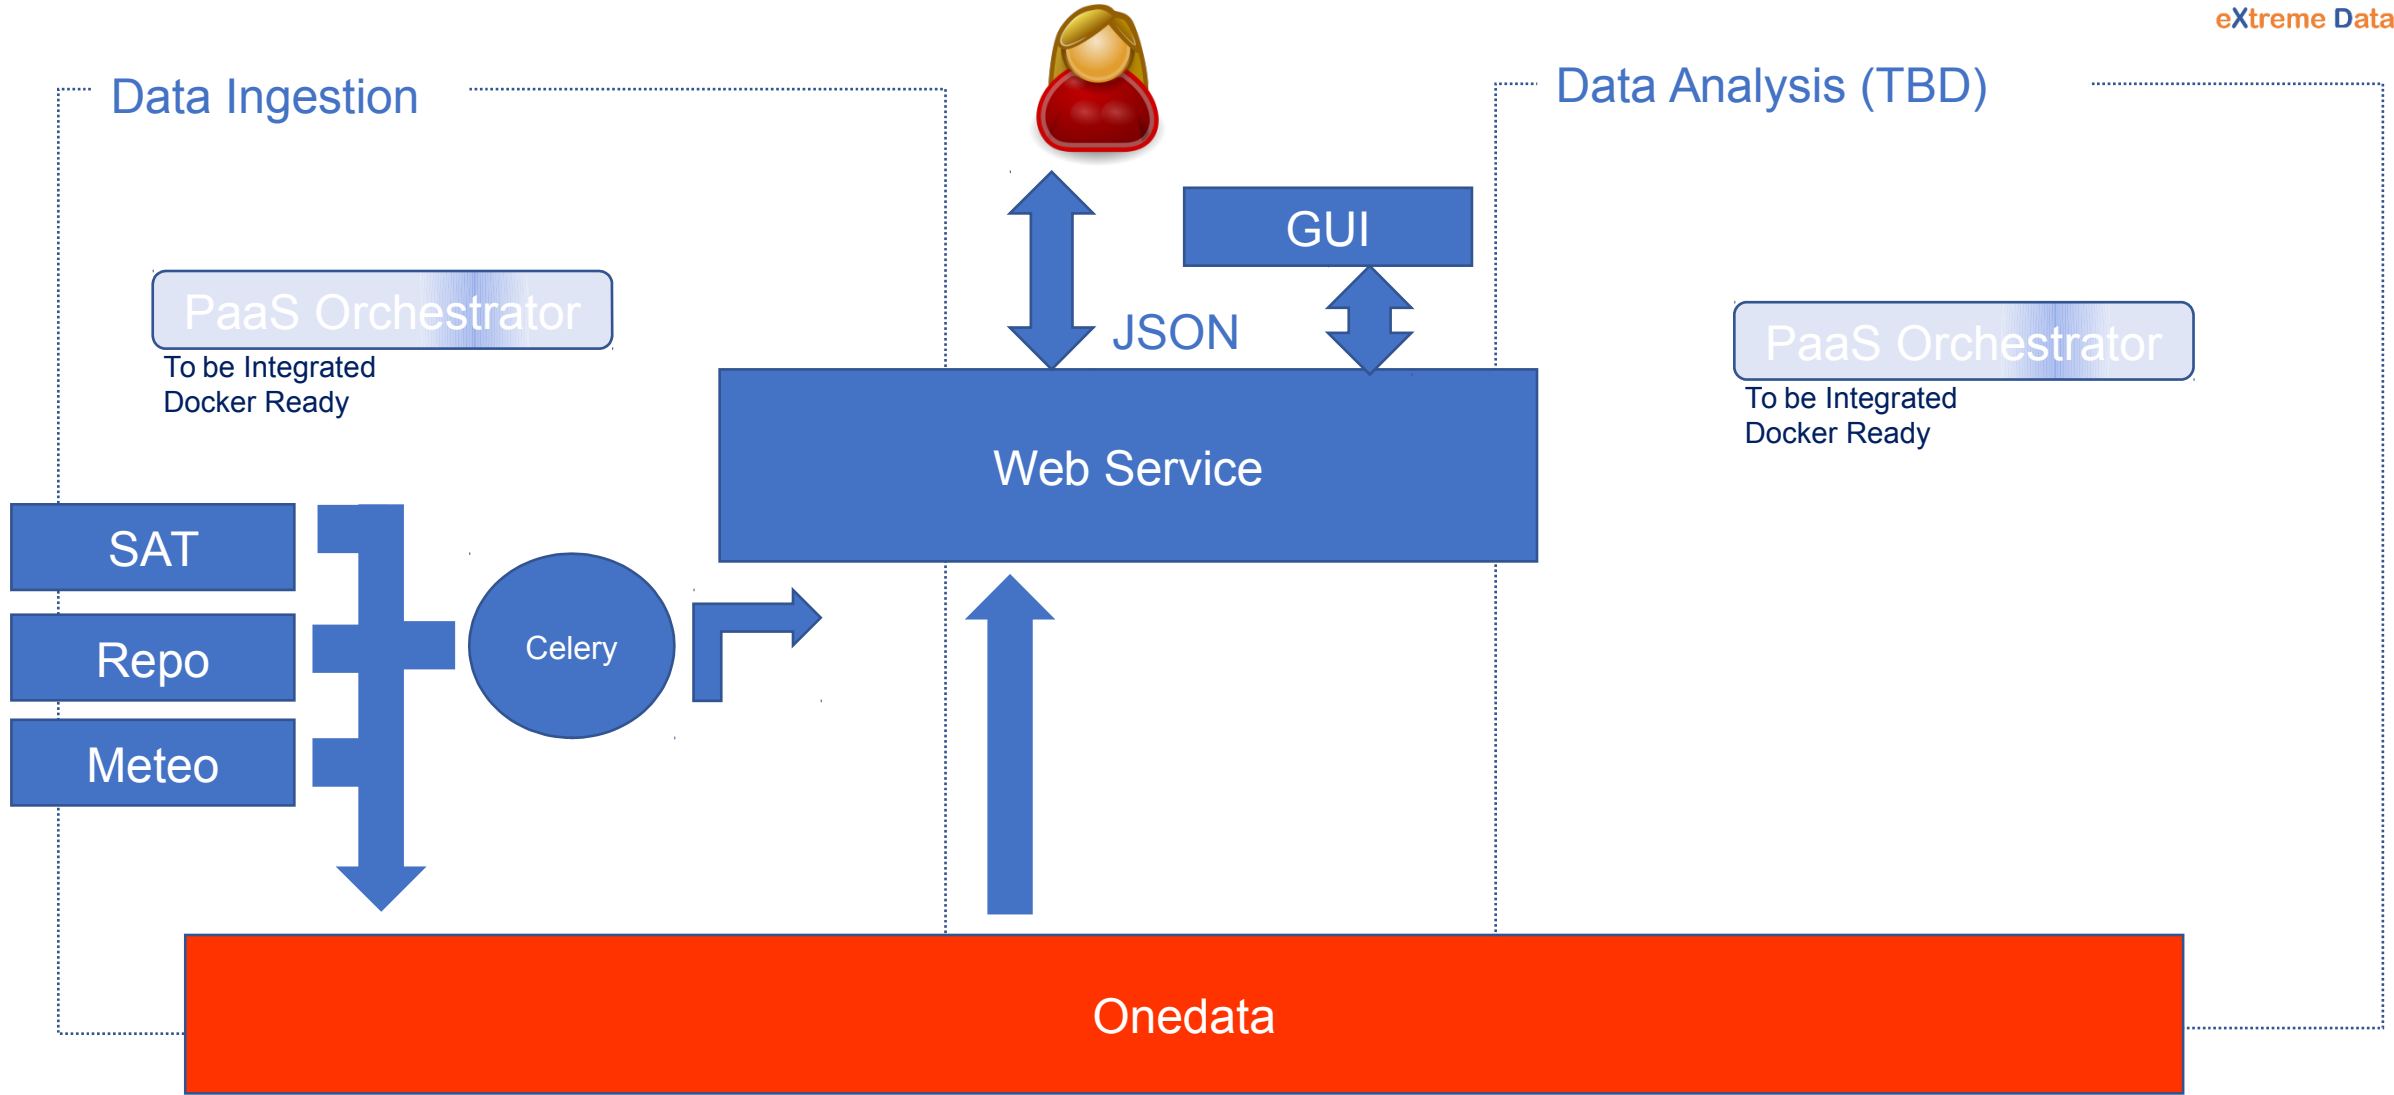 eXtreme Data
Data Ingestion
Data Analysis (TBD)
GUI
PaaS Orchestrator
To be Integrated
Docker Ready
JSON
PaaS Orchestrator
To be Integrated
Docker Ready
Web Service
SAT
Repo
Celery
Meteo
Onedata